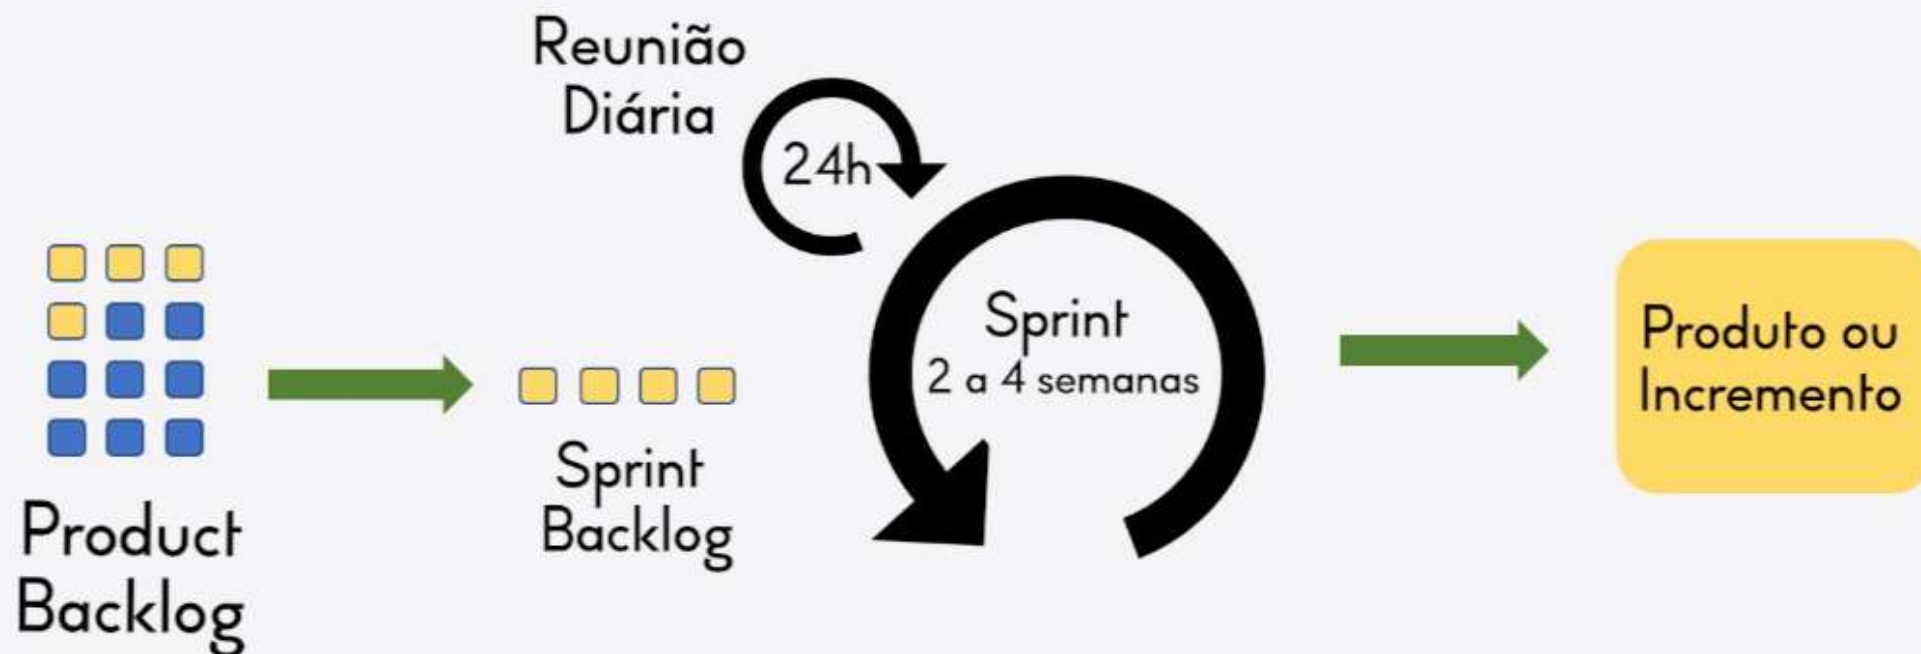 Product
Backlog
Sprint
Backlog
Reunião
Diária
24h
Sprint
2 a 4 semanas
Produto ou
Incremento